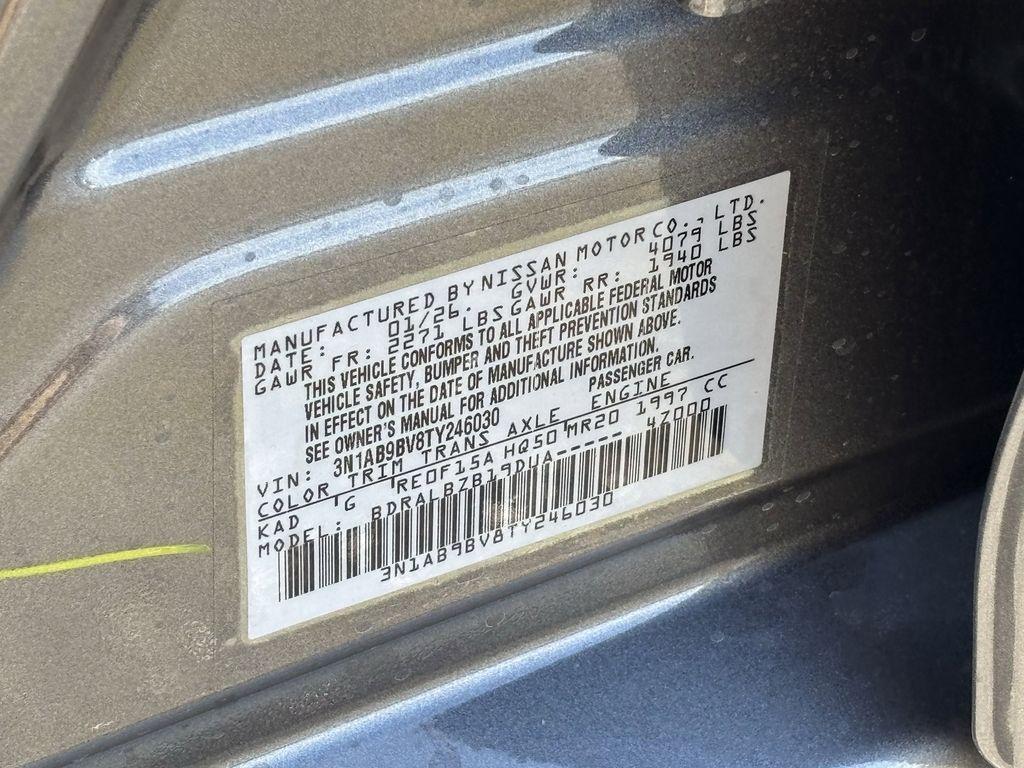 MANUFACTURED BY NISSAN MOTOR CO., LTD.
DATE: 01/26. GVWR: 4079 LBS
GAWR FR: 2271 LBS GAWR RR: 1940 LBS
THIS VEHICLE CONFORMS TO ALL APPLICABLE FEDERAL MOTOR
VEHICLE SAFETY, BUMPER AND THEFT PREVENTION STANDARDS
IN EFFECT ON THE DATE OF MANUFACTURE SHOWN ABOVE.
SEE OWNER'S MANUAL FOR ADDITIONAL INFORMATION.
VIN: 3N1AB9BV8TY246030 PASSENGER CAR.
COLOR TRIM TRANS AXLE ENGINE
KAD G RE0F15A HQ50 MR20 1997 CC
MODEL: BDRALBZB19DUA----- 47000
3N1AB9BV8TY246030